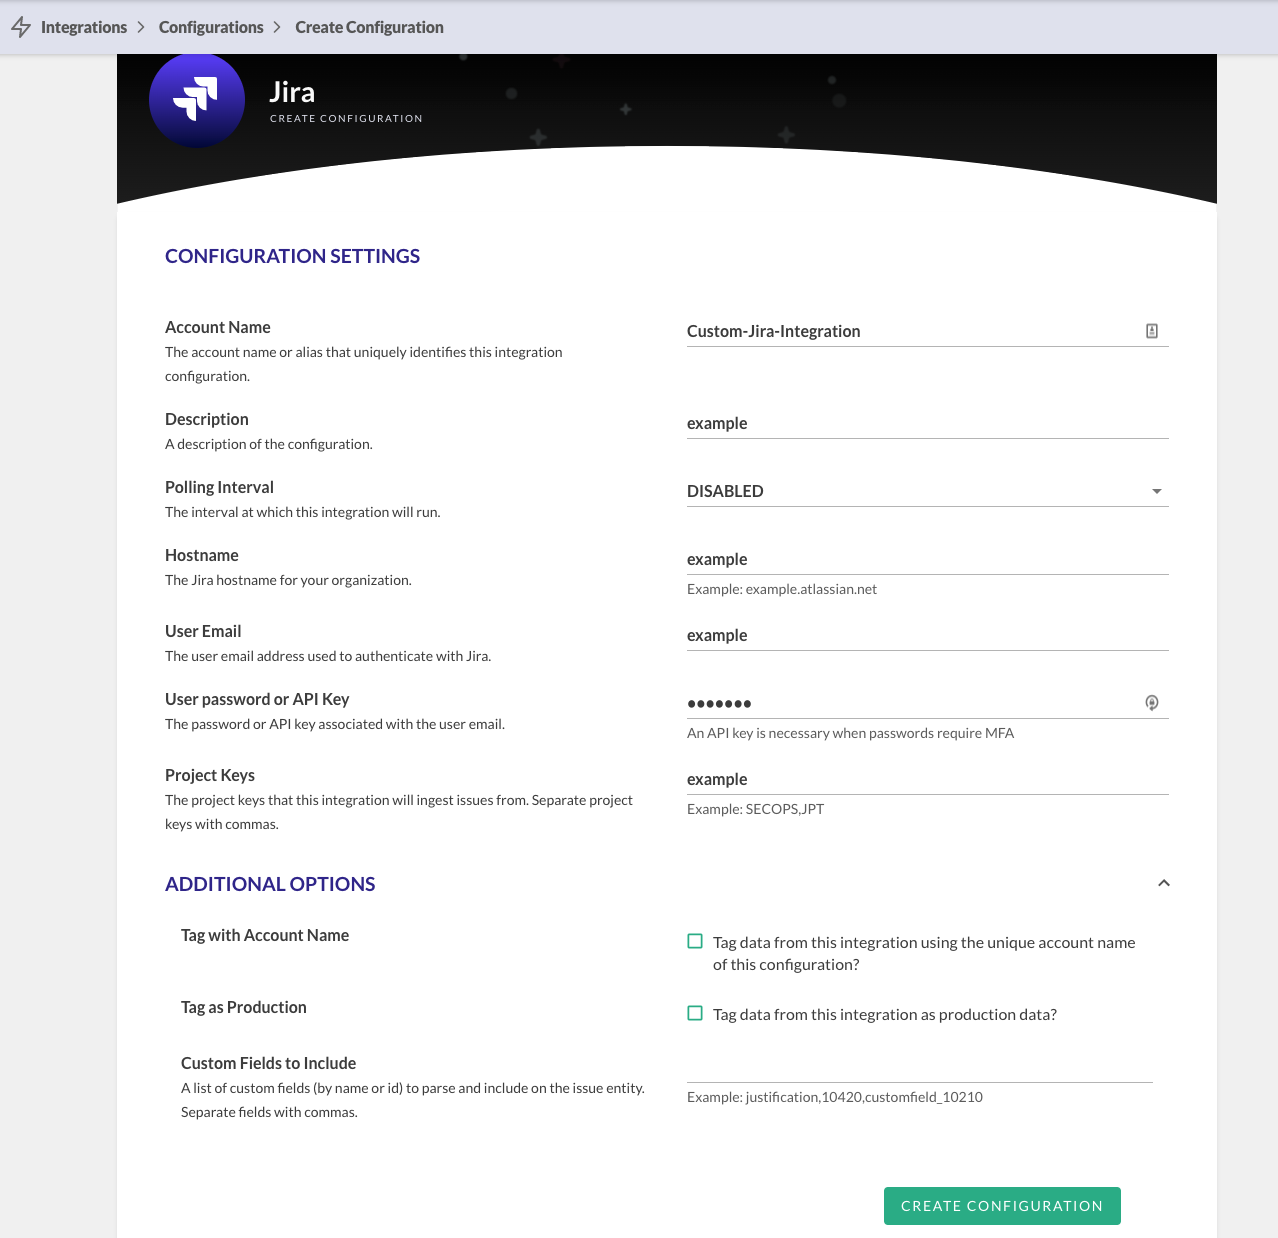 Integrations > Configurations > Create Configuration
Jira
CREATE CONFIGURATION
CONFIGURATION SETTINGS
Account Name
The account name or alias that uniquely identifies this integration
configuration.
Custom-Jira-Integration
Description
A description of the configuration.
example
Polling Interval
The interval at which this integration will run.
DISABLED
Hostname
The Jira hostname for your organization.
example
Example: example.atlassian.net
User Email
The user email address used to authenticate with Jira.
example
User password or API Key
The password or API key associated with the user email.
•••••••
An API key is necessary when passwords require MFA
Project Keys
The project keys that this integration will ingest issues from. Separate project
keys with commas.
example
Example: SECOPS,JPT
ADDITIONAL OPTIONS
Tag with Account Name
Tag data from this integration using the unique account name
of this configuration?
Tag as Production
Tag data from this integration as production data?
Custom Fields to Include
A list of custom fields (by name or id) to parse and include on the issue entity.
Separate fields with commas.
Example: justification,10420,customfield_10210
CREATE CONFIGURATION